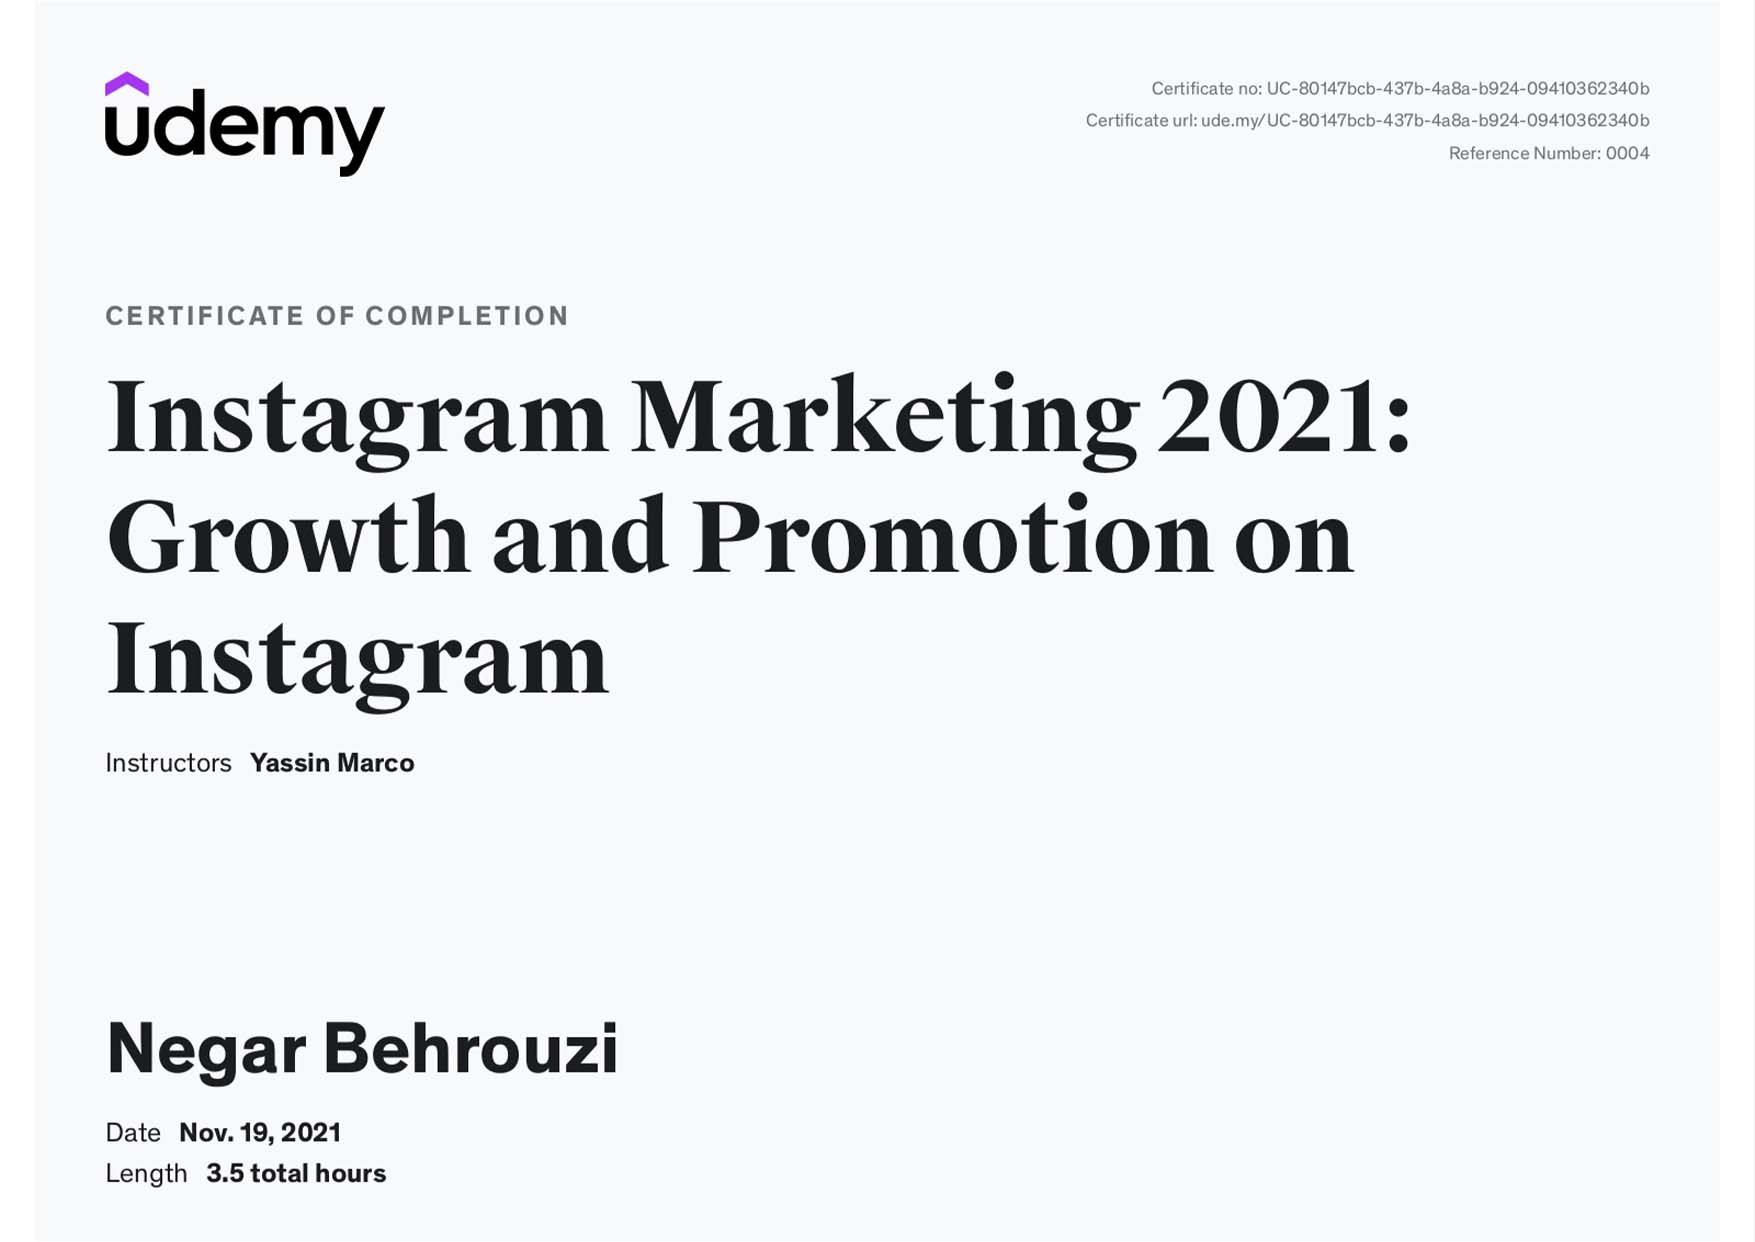 udemy
Certificate no: UC-80147bcb-437b-4a8a-b924-09410362340b
Certificate url: ude.my/UC-80147bcb-437b-4a8a-b924-09410362340b
Reference Number: 0004
CERTIFICATE OF COMPLETION
Instagram Marketing 2021:
Growth and Promotion on
Instagram
Instructors Yassin Marco
Negar Behrouzi
Date Nov. 19, 2021
Length 3.5 total hours